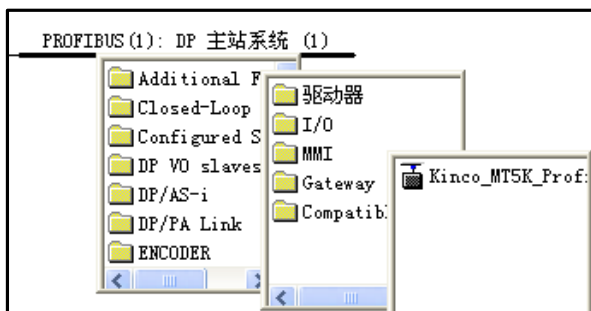 PROFIBUS(1): DP 主站系统 (1)
Additional F
Closed-Loop
Configured S
DP VO slaves
DP/AS-i
DP/PA Link
ENCODER
驱动器
I/O
MMI
Gateway
Compatib
Kinco_MT5K_Prof